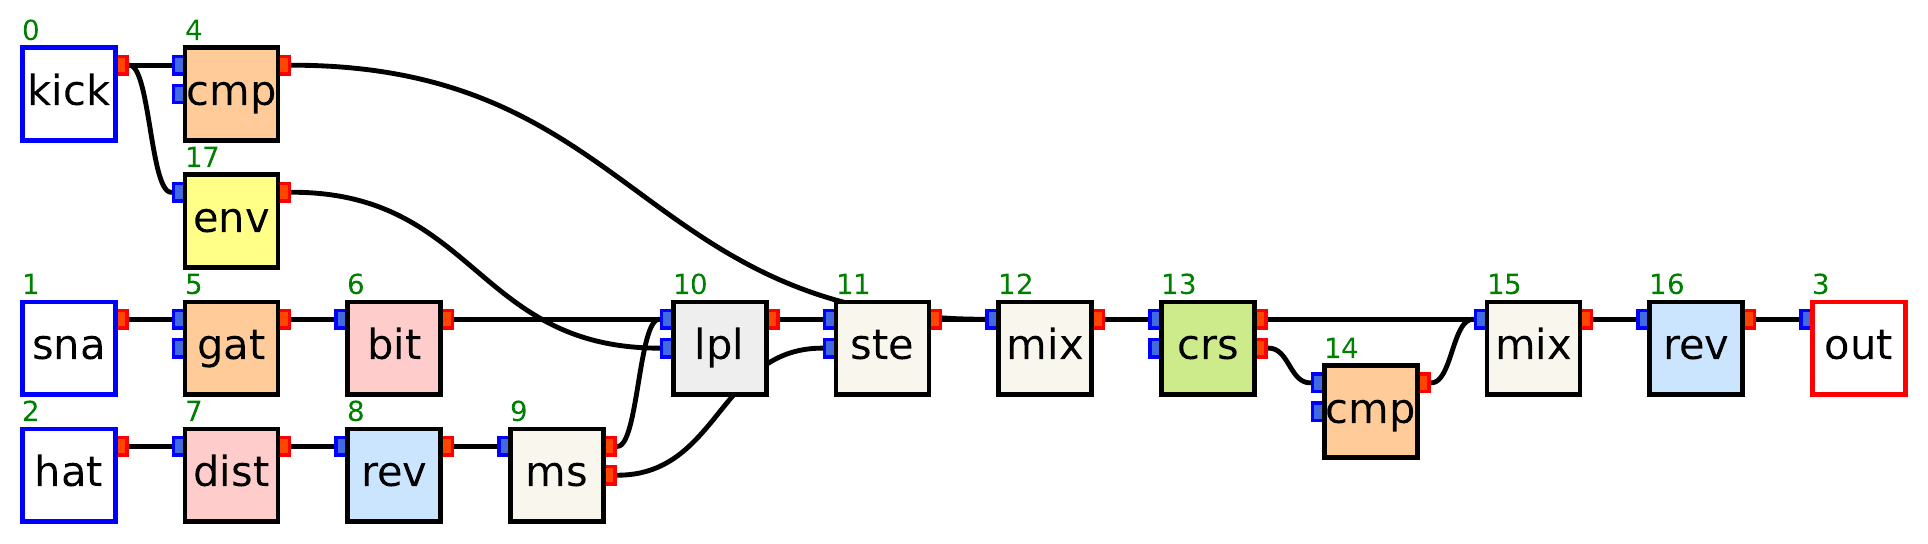 0
kick
4
cmp
17
env
1
sna
5
gat
6
bit
10
lpl
11
ste
12
mix
13
crs
14
cmp
15
mix
16
rev
3
out
2
hat
7
dist
8
rev
9
ms